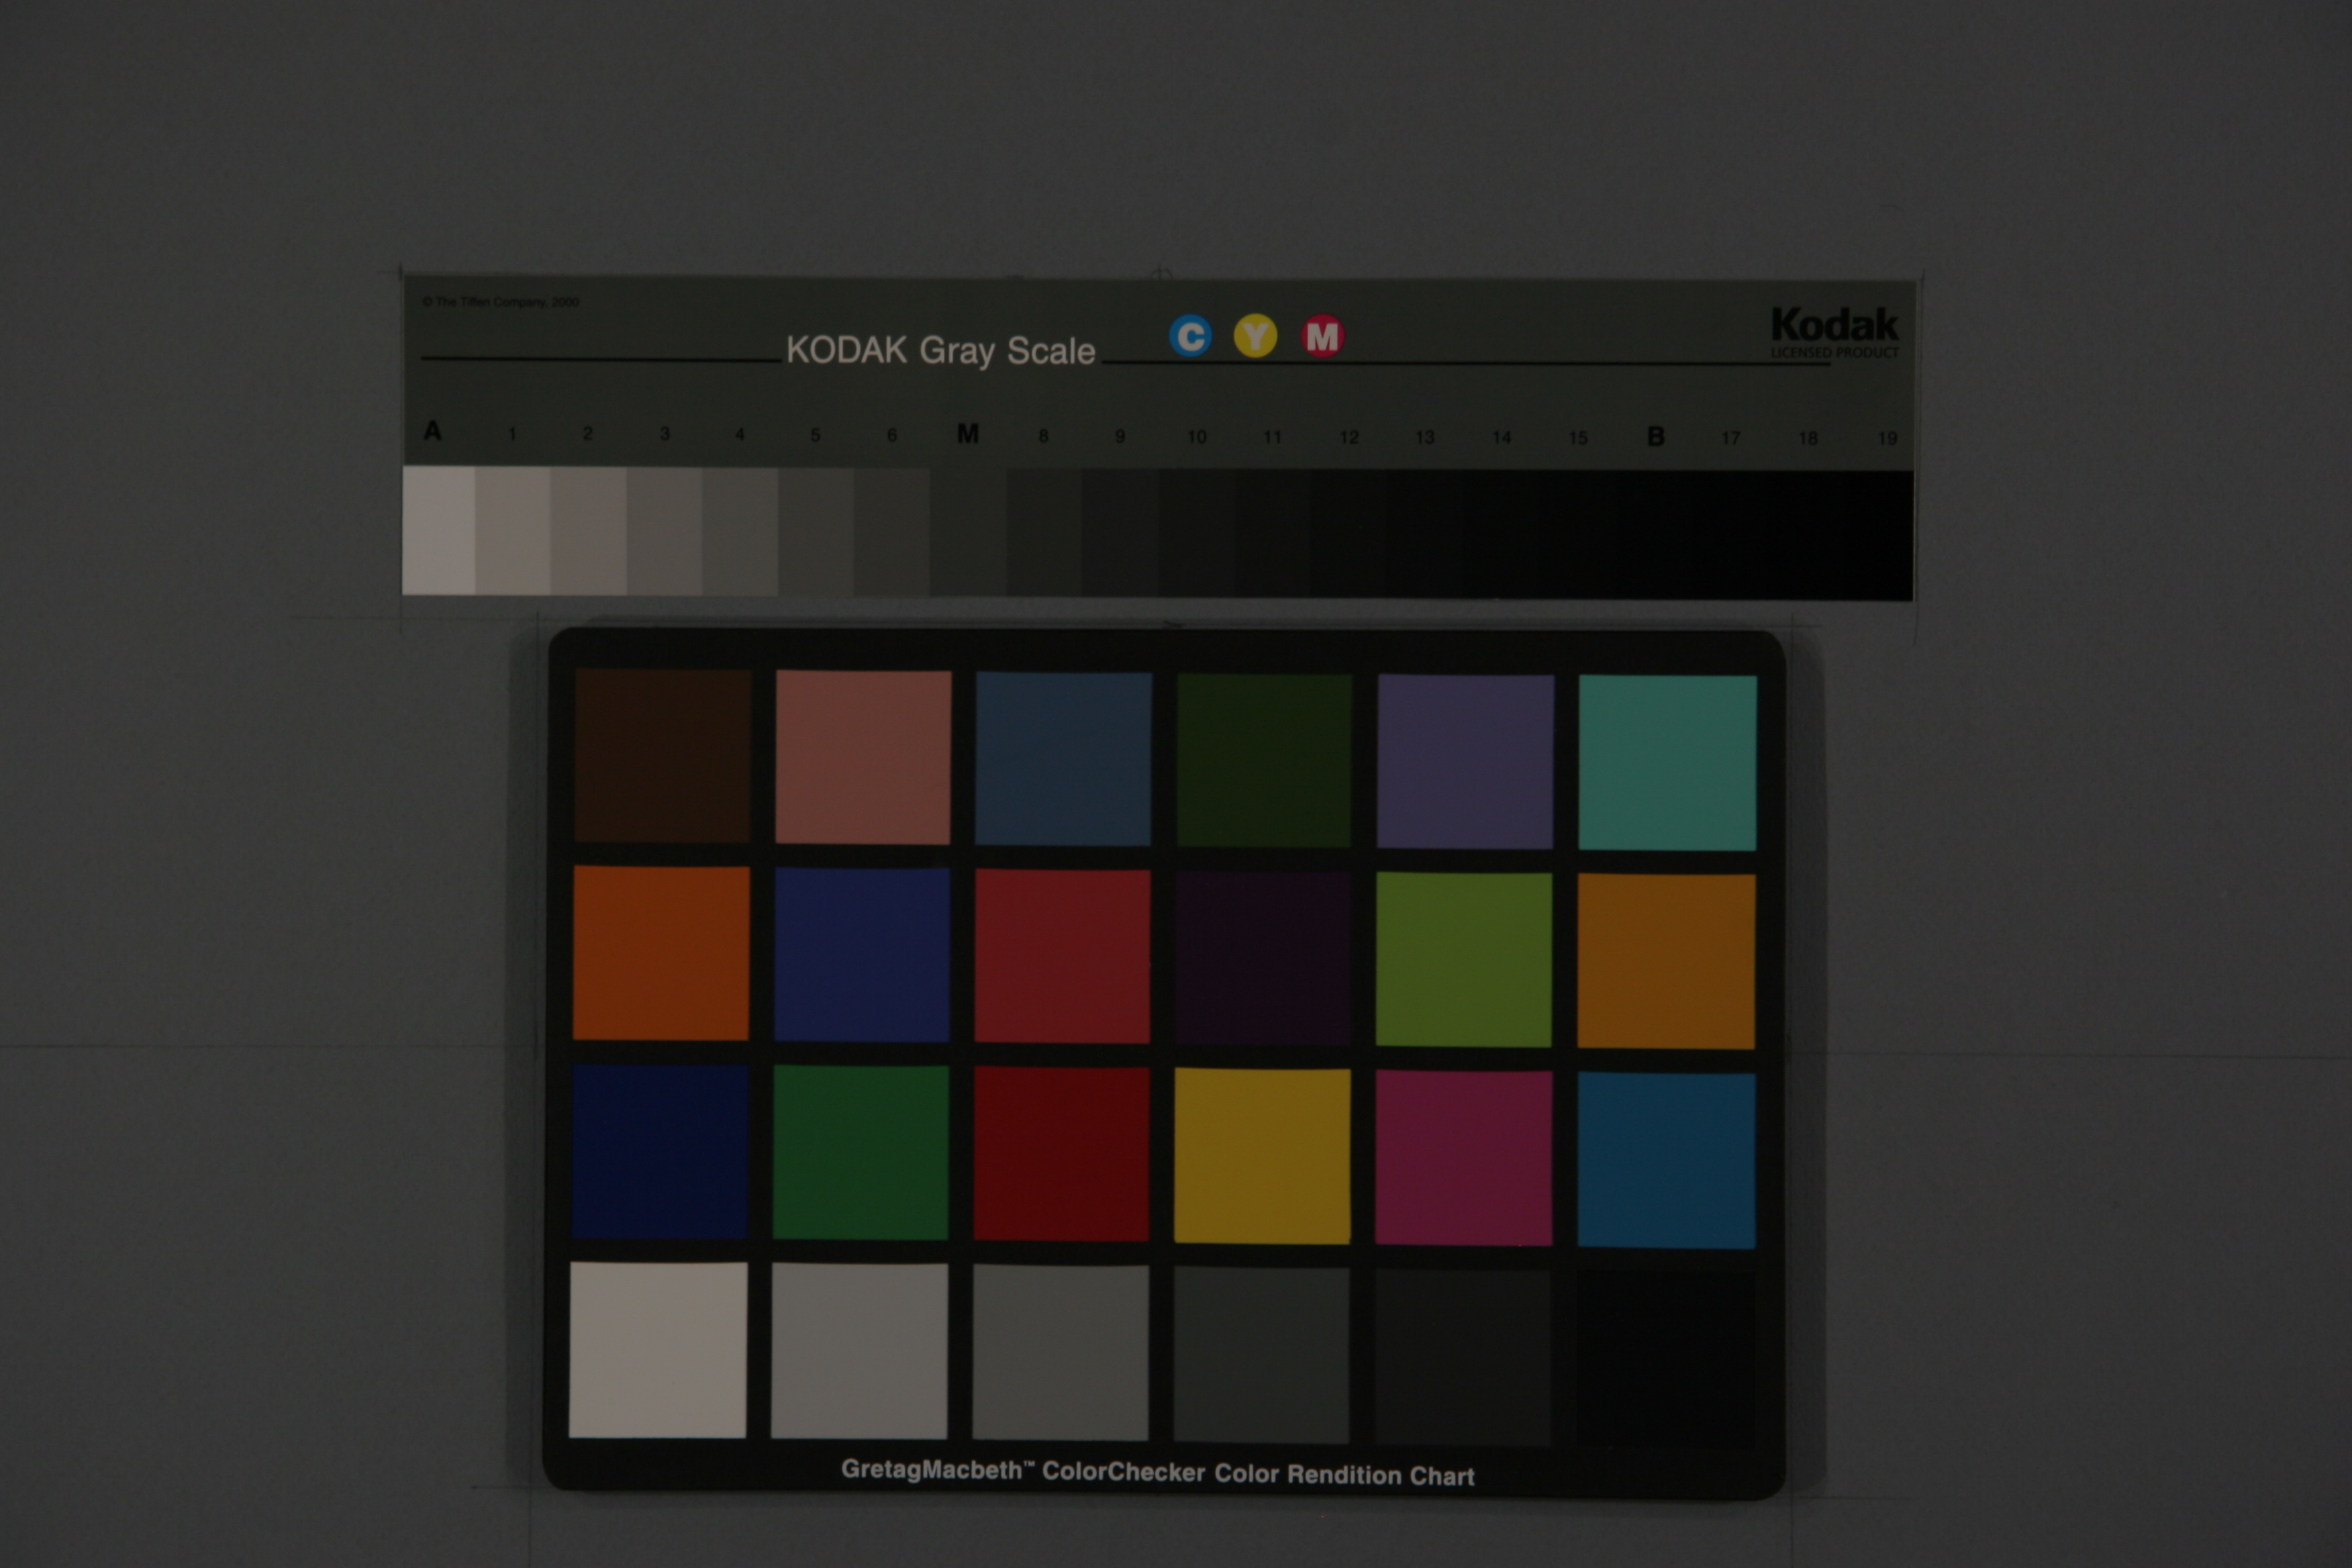 © The Tiffen Company, 2000
KODAK Gray Scale
C Y M
Kodak
LICENSED PRODUCT
A 1 2 3 4 5 6 M 8 9 10 11 12 13 14 15 B 17 18 19
GretagMacbeth™ ColorChecker Color Rendition Chart